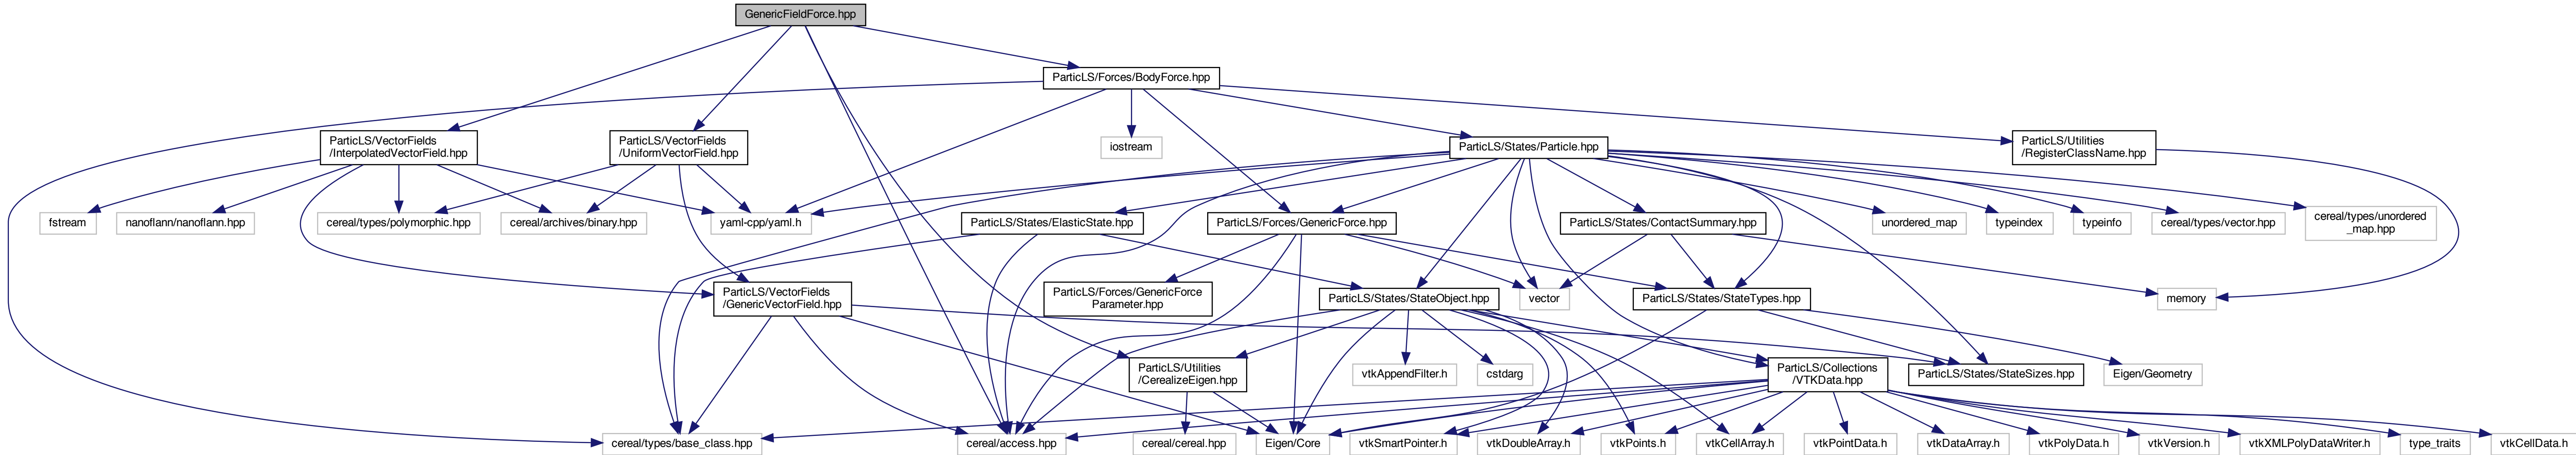 GenericFieldForce.hpp
ParticLS/Forces/BodyForce.hpp
ParticLS/VectorFields
/InterpolatedVectorField.hpp
ParticLS/VectorFields
/UniformVectorField.hpp
iostream
ParticLS/States/Particle.hpp
ParticLS/Utilities
/RegisterClassName.hpp
fstream
nanoflann/nanoflann.hpp
cereal/types/polymorphic.hpp
cereal/archives/binary.hpp
yaml-cpp/yaml.h
ParticLS/States/ElasticState.hpp
ParticLS/Forces/GenericForce.hpp
ParticLS/States/ContactSummary.hpp
unordered_map
typeindex
typeinfo
cereal/types/vector.hpp
cereal/types/unordered
_map.hpp
ParticLS/VectorFields
/GenericVectorField.hpp
ParticLS/Forces/GenericForce
Parameter.hpp
ParticLS/States/StateObject.hpp
vector
ParticLS/States/StateTypes.hpp
memory
ParticLS/Utilities
/CerealizeEigen.hpp
vtkAppendFilter.h
cstdarg
ParticLS/Collections
/VTKData.hpp
ParticLS/States/StateSizes.hpp
Eigen/Geometry
cereal/types/base_class.hpp
cereal/access.hpp
cereal/cereal.hpp
Eigen/Core
vtkSmartPointer.h
vtkDoubleArray.h
vtkPoints.h
vtkCellArray.h
vtkPointData.h
vtkDataArray.h
vtkPolyData.h
vtkVersion.h
vtkXMLPolyDataWriter.h
type_traits
vtkCellData.h